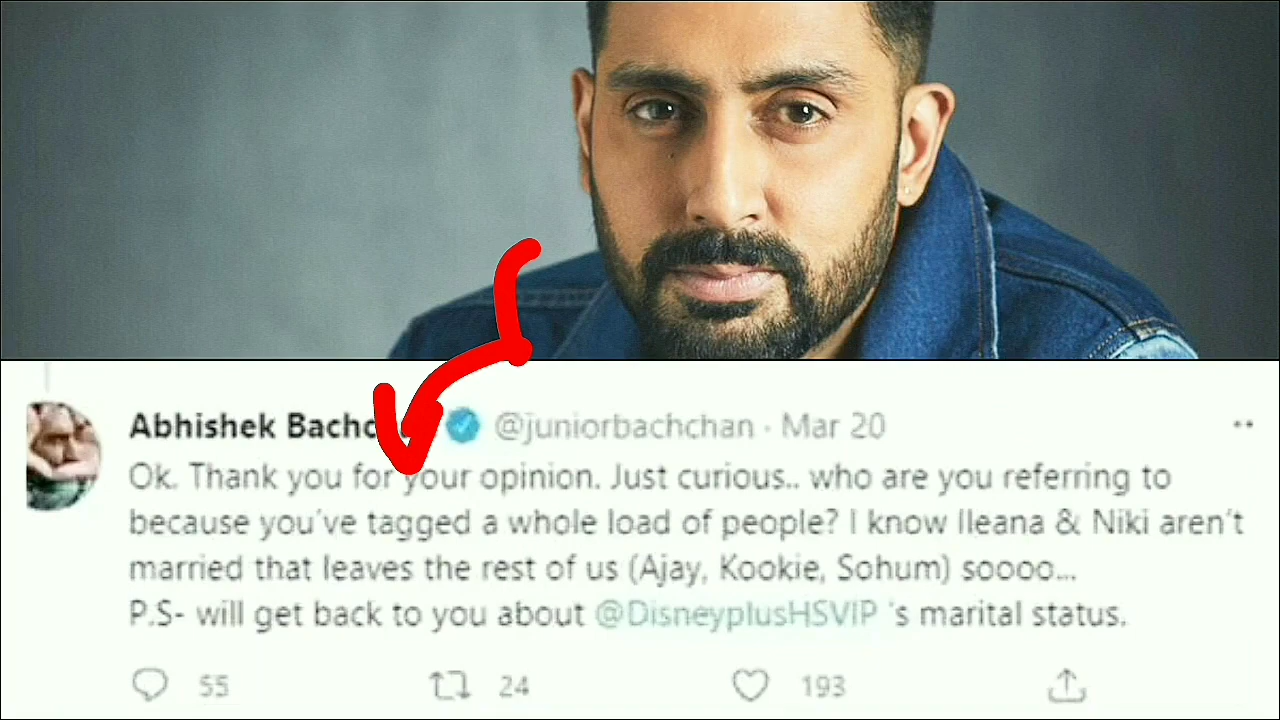 Abhishek Bachc @juniorbachchan · Mar 20
Ok. Thank you for your opinion. Just curious.. who are you referring to
because you've tagged a whole load of people? I know Ileana & Niki aren't
married that leaves the rest of us (Ajay, Kookie, Sohum) soooo...
P.S- will get back to you about @DisneyplusHSVIP 's marital status.
55 24 193